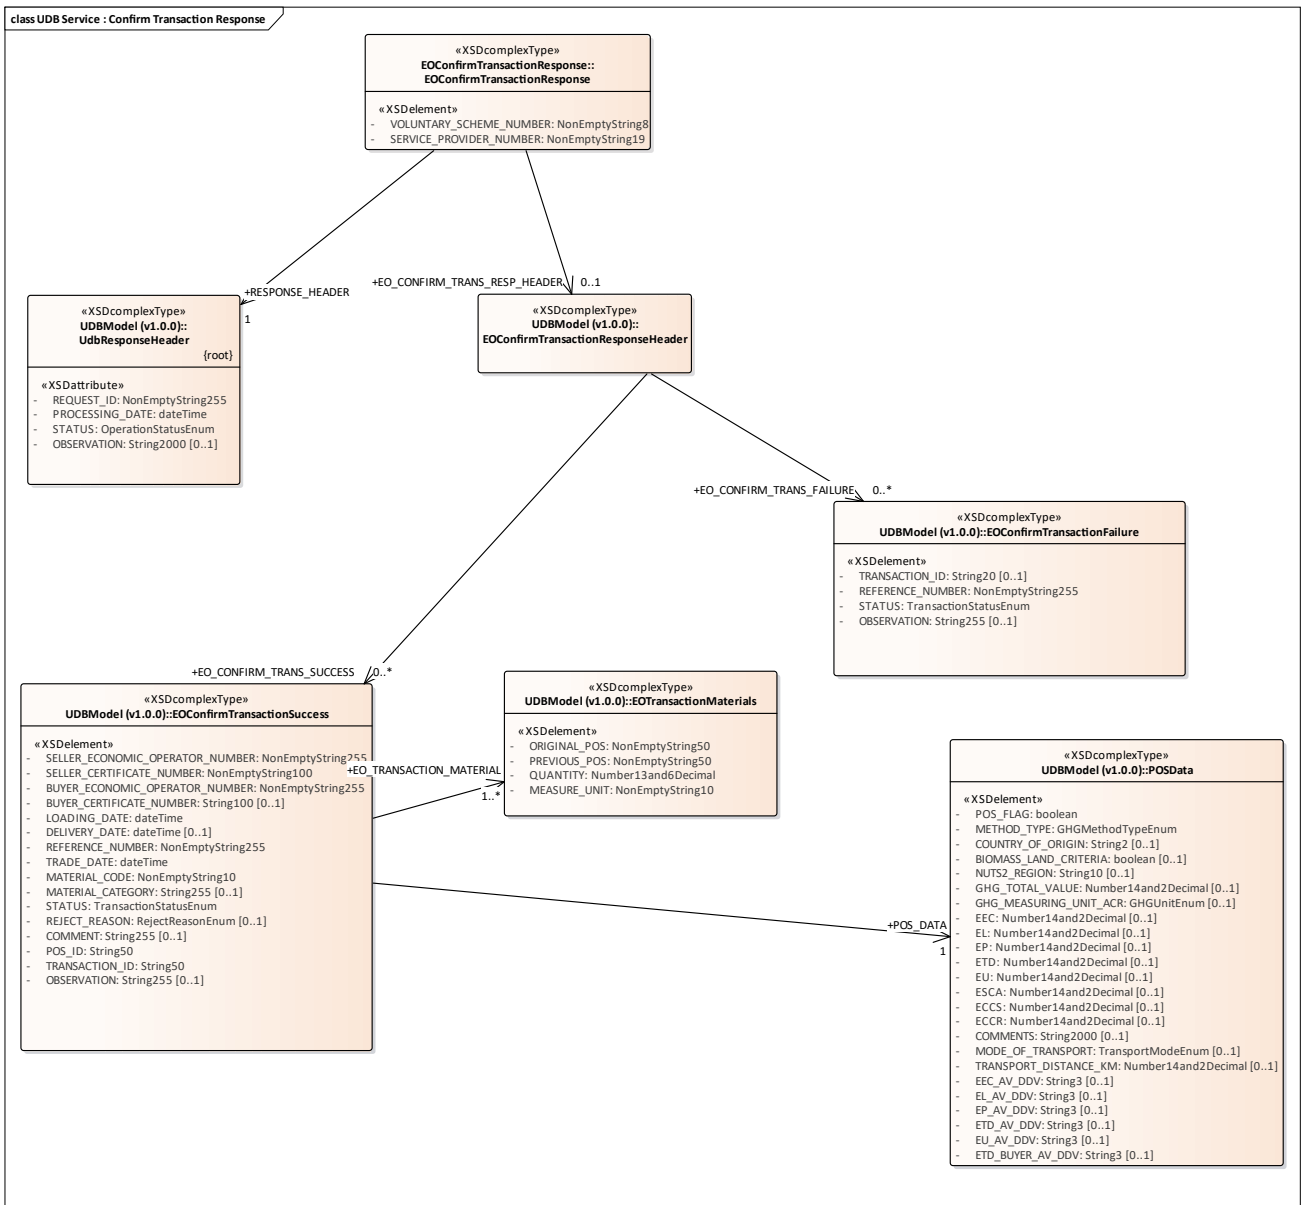 class UDB Service : Confirm Transaction Response
«XSDcomplexType»
EOConfirmTransactionResponse::
EOConfirmTransactionResponse
«XSDelement»
- VOLUNTARY_SCHEME_NUMBER: NonEmptyString8
- SERVICE_PROVIDER_NUMBER: NonEmptyString19
+RESPONSE_HEADER
1
+EO_CONFIRM_TRANS_RESP_HEADER
0..1
«XSDcomplexType»
UDBModel (v1.0.0)::
UdbResponseHeader
{root}
«XSDattribute»
- REQUEST_ID: NonEmptyString255
- PROCESSING_DATE: dateTime
- STATUS: OperationStatusEnum
- OBSERVATION: String2000 [0..1]
«XSDcomplexType»
UDBModel (v1.0.0)::
EOConfirmTransactionResponseHeader
+EO_CONFIRM_TRANS_FAILURE
0..*
«XSDcomplexType»
UDBModel (v1.0.0)::EOConfirmTransactionFailure
«XSDelement»
- TRANSACTION_ID: String20 [0..1]
- REFERENCE_NUMBER: NonEmptyString255
- STATUS: TransactionStatusEnum
- OBSERVATION: String255 [0..1]
+EO_CONFIRM_TRANS_SUCCESS
0..*
«XSDcomplexType»
UDBModel (v1.0.0)::EOConfirmTransactionSuccess
«XSDelement»
- SELLER_ECONOMIC_OPERATOR_NUMBER: NonEmptyString255
- SELLER_CERTIFICATE_NUMBER: NonEmptyString100
- BUYER_ECONOMIC_OPERATOR_NUMBER: NonEmptyString255
- BUYER_CERTIFICATE_NUMBER: String100 [0..1]
- LOADING_DATE: dateTime
- DELIVERY_DATE: dateTime [0..1]
- REFERENCE_NUMBER: NonEmptyString255
- TRADE_DATE: dateTime
- MATERIAL_CODE: NonEmptyString10
- MATERIAL_CATEGORY: String255 [0..1]
- STATUS: TransactionStatusEnum
- REJECT_REASON: RejectReasonEnum [0..1]
- COMMENT: String255 [0..1]
- POS_ID: String50
- TRANSACTION_ID: String50
- OBSERVATION: String255 [0..1]
+EO_TRANSACTION_MATERIAL
1..*
«XSDcomplexType»
UDBModel (v1.0.0)::EOTransactionMaterials
«XSDelement»
- ORIGINAL_POS: NonEmptyString50
- PREVIOUS_POS: NonEmptyString50
- QUANTITY: Number13and6Decimal
- MEASURE_UNIT: NonEmptyString10
+POS_DATA
1
«XSDcomplexType»
UDBModel (v1.0.0)::POSData
«XSDelement»
- POS_FLAG: boolean
- METHOD_TYPE: GHGMethodTypeEnum
- COUNTRY_OF_ORIGIN: String2 [0..1]
- BIOMASS_LAND_CRITERIA: boolean [0..1]
- NUTS2_REGION: String10 [0..1]
- GHG_TOTAL_VALUE: Number14and2Decimal [0..1]
- GHG_MEASURING_UNIT_ACR: GHGUnitEnum [0..1]
- EEC: Number14and2Decimal [0..1]
- EL: Number14and2Decimal [0..1]
- EP: Number14and2Decimal [0..1]
- ETD: Number14and2Decimal [0..1]
- EU: Number14and2Decimal [0..1]
- ESCA: Number14and2Decimal [0..1]
- ECCS: Number14and2Decimal [0..1]
- ECCR: Number14and2Decimal [0..1]
- COMMENTS: String2000 [0..1]
- MODE_OF_TRANSPORT: TransportModeEnum [0..1]
- TRANSPORT_DISTANCE_KM: Number14and2Decimal [0..1]
- EEC_AV_DDV: String3 [0..1]
- EL_AV_DDV: String3 [0..1]
- EP_AV_DDV: String3 [0..1]
- ETD_AV_DDV: String3 [0..1]
- EU_AV_DDV: String3 [0..1]
- ETD_BUYER_AV_DDV: String3 [0..1]